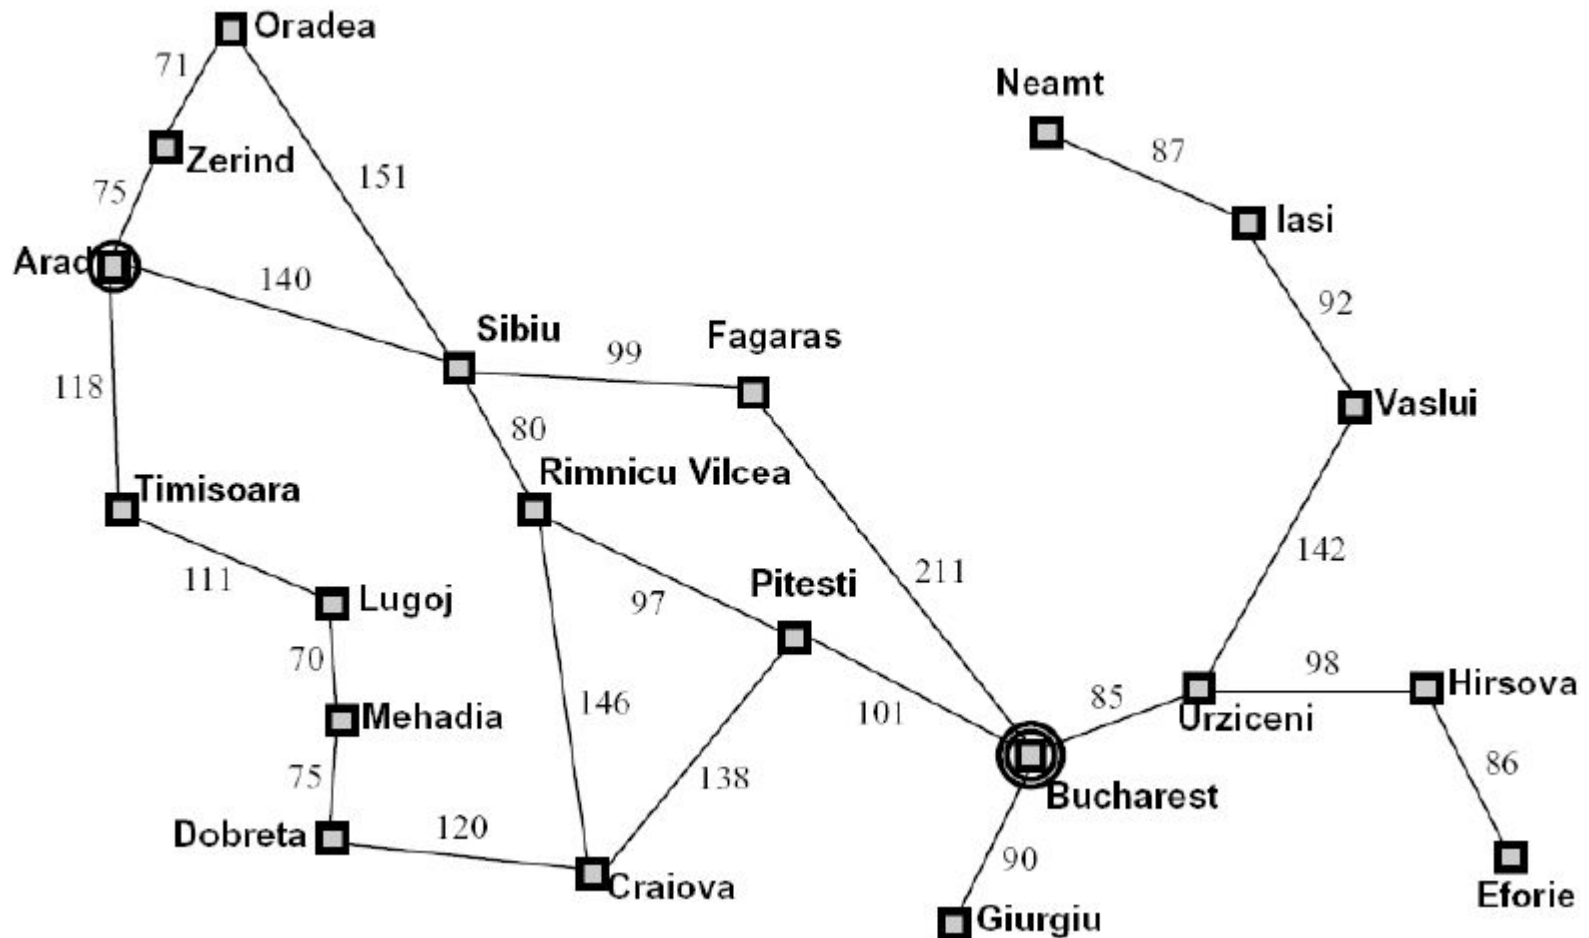 Oradea
71
Neamt
87
Zerind
151
75
Iasi
Arad
140
92
Sibiu
Fagaras
99
118
Vaslui
80
Rimnicu Vilcea
Timisoara
142
211
111
Pitesti
97
Lugoj
70
98
Hirsova
85
Urziceni
146
101
Mehadia
86
75
138
Bucharest
120
Dobreta
90
Craiova
Eforie
Giurgiu